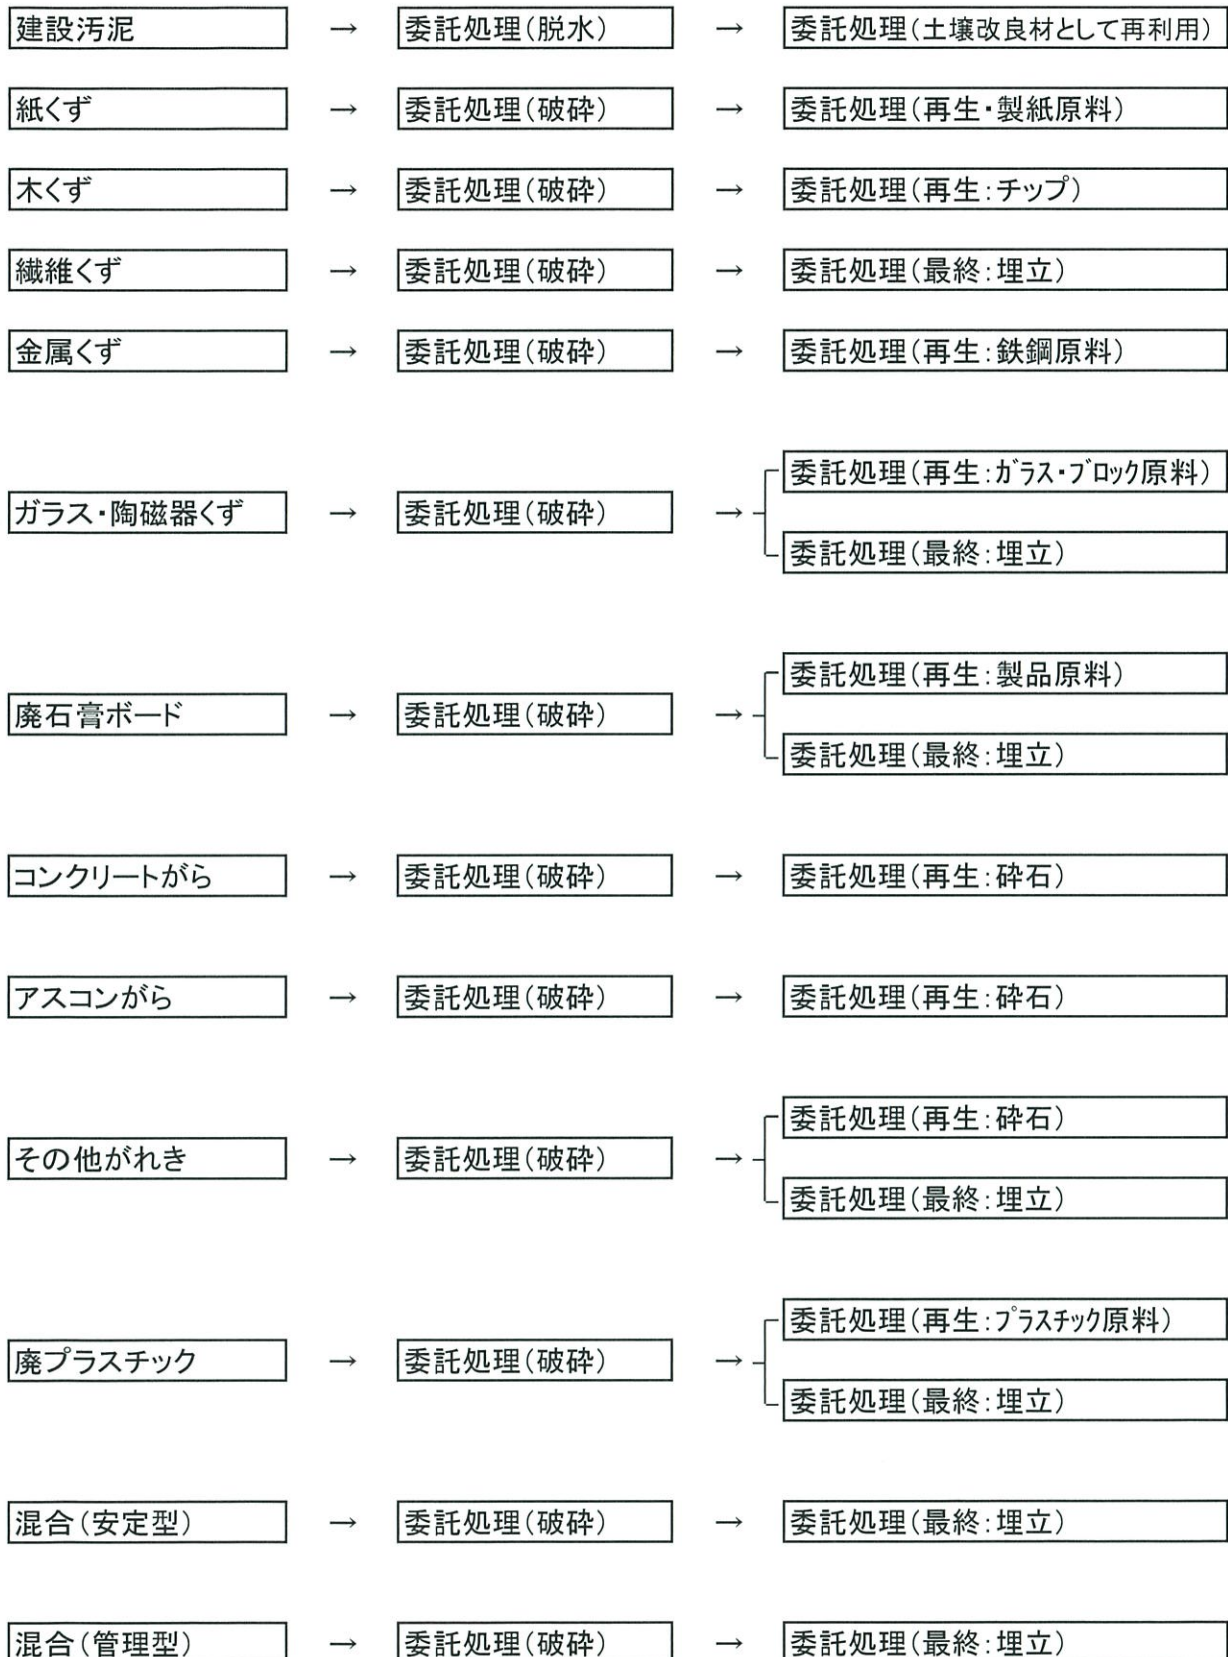 建設汚泥 → 委託処理(脱水) → 委託処理(土壌改良材として再利用)
紙くず → 委託処理(破砕) → 委託処理(再生・製紙原料)
木くず → 委託処理(破砕) → 委託処理(再生:チップ)
繊維くず → 委託処理(破砕) → 委託処理(最終:埋立)
金属くず → 委託処理(破砕) → 委託処理(再生:鉄鋼原料)
委託処理(再生:ガラス・ブロック原料)
ガラス・陶磁器くず → 委託処理(破砕) →
委託処理(最終:埋立)
委託処理(再生:製品原料)
廃石膏ボード → 委託処理(破砕) →
委託処理(最終:埋立)
コンクリートがら → 委託処理(破砕) → 委託処理(再生:砕石)
アスコンがら → 委託処理(破砕) → 委託処理(再生:砕石)
委託処理(再生:砕石)
その他がれき → 委託処理(破砕) →
委託処理(最終:埋立)
委託処理(再生:プラスチック原料)
廃プラスチック → 委託処理(破砕) →
委託処理(最終:埋立)
混合(安定型) → 委託処理(破砕) → 委託処理(最終:埋立)
混合(管理型) → 委託処理(破砕) → 委託処理(最終:埋立)